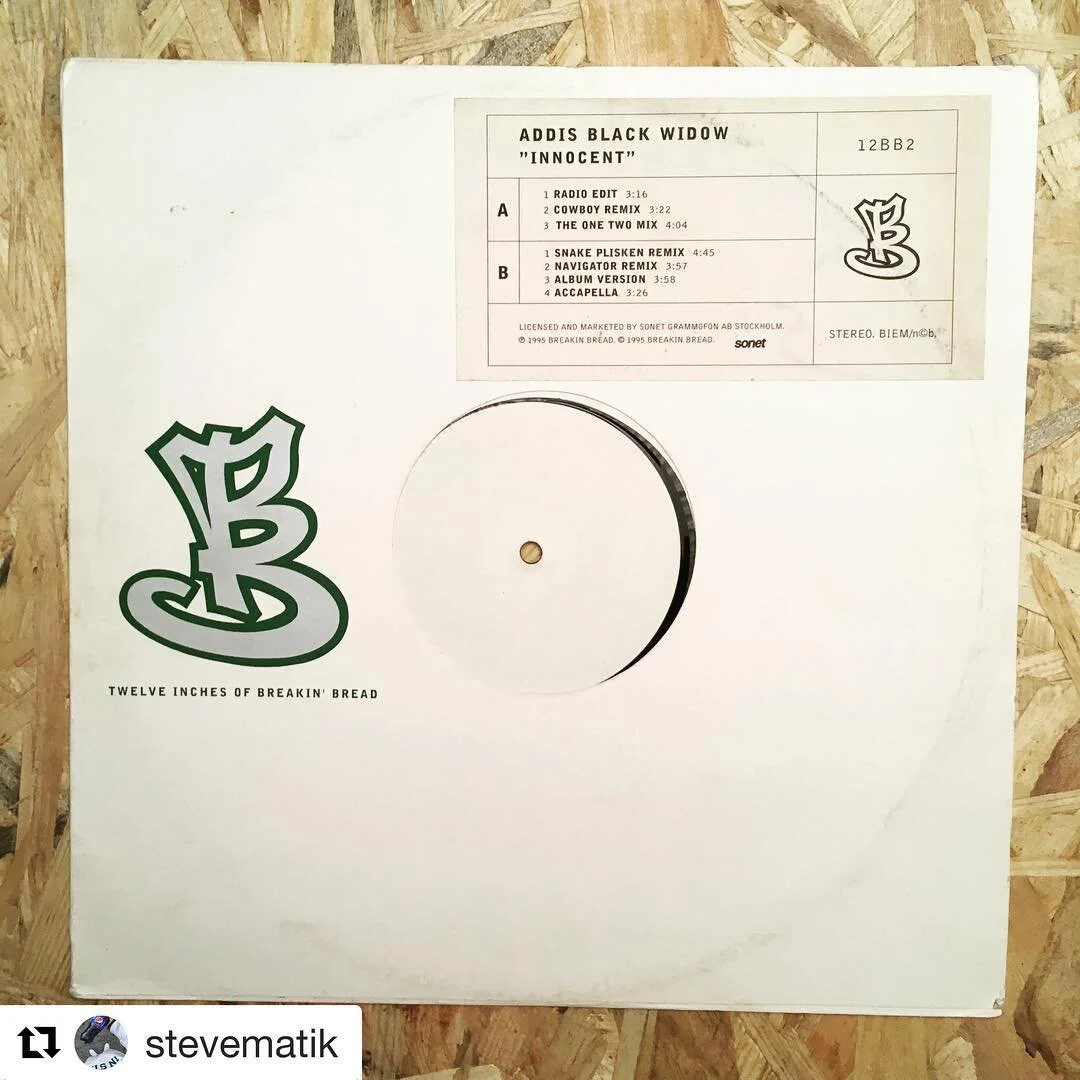 ADDIS BLACK WIDOW
"INNOCENT"
12BB2
A
1 RADIO EDIT 3:16
2 COWBOY REMIX 3:22
3 THE ONE TWO MIX 4:04
B
1 SNAKE PLISKEN REMIX 4:45
2 NAVIGATOR REMIX 3:57
3 ALBUM VERSION 3:58
4 ACCAPELLA 3:26
LICENSED AND MARKETED BY SONET GRAMMOFON AB STOCKHOLM.
℗ 1995 BREAKIN BREAD. © 1995 BREAKIN BREAD.
sonet
STEREO. BIEM/n©b.
B
B
TWELVE INCHES OF BREAKIN' BREAD
stevematik